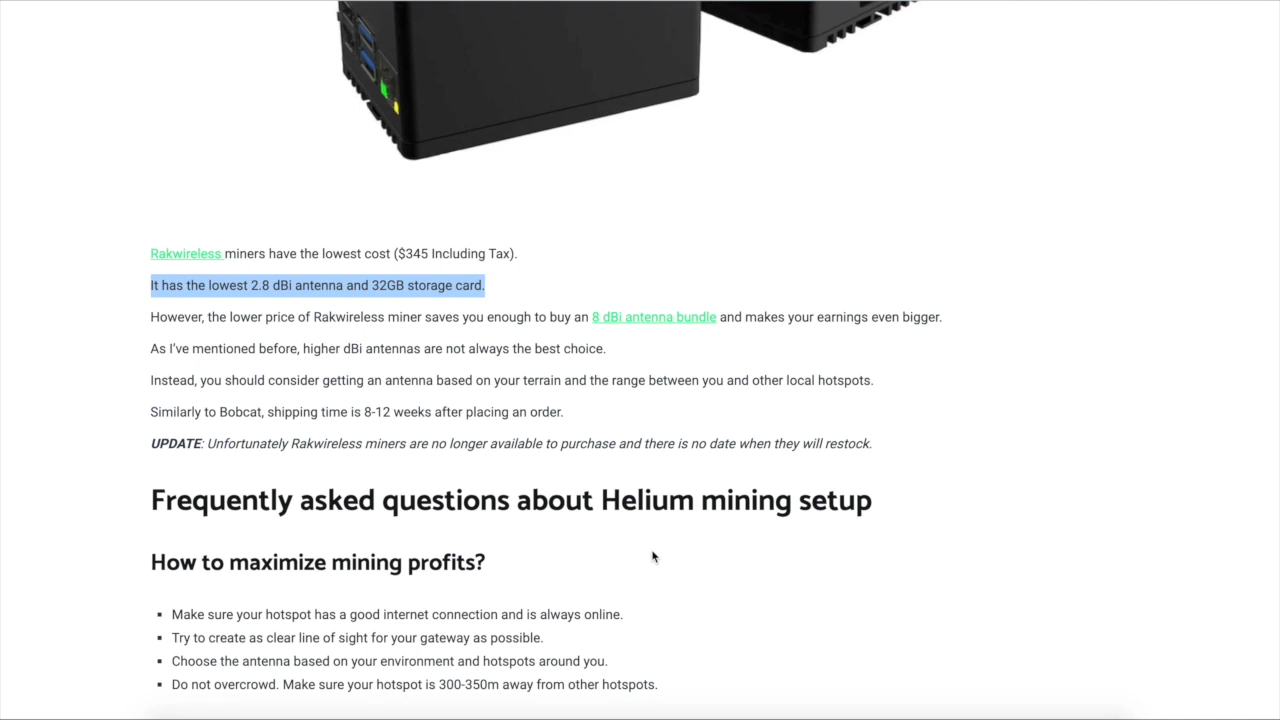 Rakwireless miners have the lowest cost ($345 Including Tax).
It has the lowest 2.8 dBi antenna and 32GB storage card.
However, the lower price of Rakwireless miner saves you enough to buy an 8 dBi antenna bundle and makes your earnings even bigger.
As I’ve mentioned before, higher dBi antennas are not always the best choice.
Instead, you should consider getting an antenna based on your terrain and the range between you and other local hotspots.
Similarly to Bobcat, shipping time is 8-12 weeks after placing an order.
UPDATE: Unfortunately Rakwireless miners are no longer available to purchase and there is no date when they will restock.
Frequently asked questions about Helium mining setup
How to maximize mining profits?
▪ Make sure your hotspot has a good internet connection and is always online.
▪ Try to create as clear line of sight for your gateway as possible.
▪ Choose the antenna based on your environment and hotspots around you.
▪ Do not overcrowd. Make sure your hotspot is 300-350m away from other hotspots.